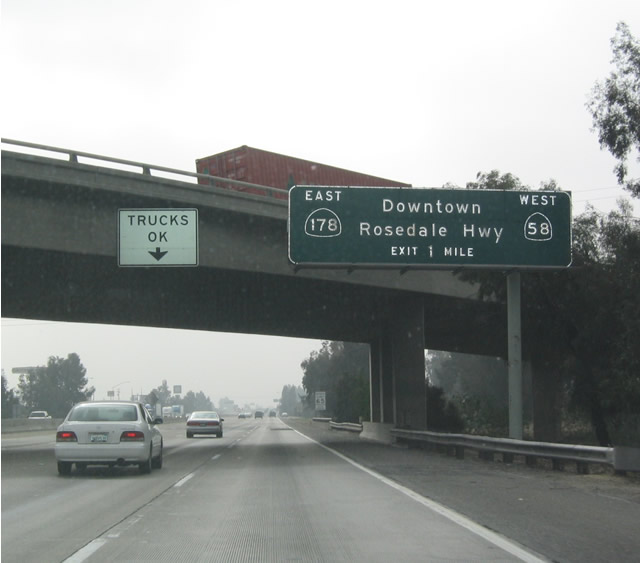 TRUCKS
OK
EAST
178
Downtown
Rosedale Hwy
EXIT 1 MILE
WEST
58